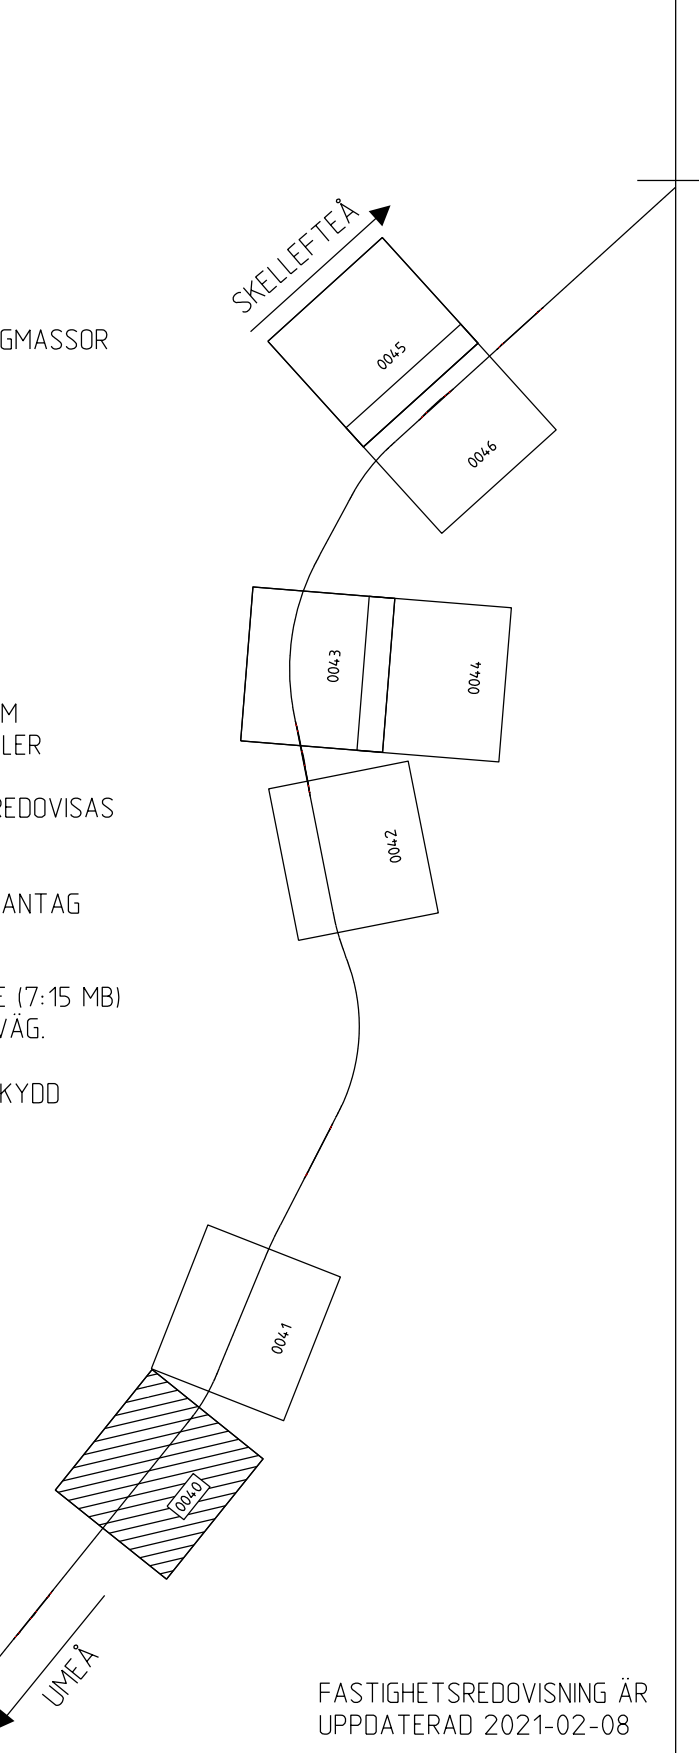 SKELLEFTEÅ
GMASSOR
0045
0046
0043
0044
M
LER
REDOVISAS
0042
ANTAG
E (7:15 MB)
VÄG.
KYDD
0041
0040
UMEÅ
FASTIGHETSREDOVISNING ÄR
UPPDATERAD 2021-02-08